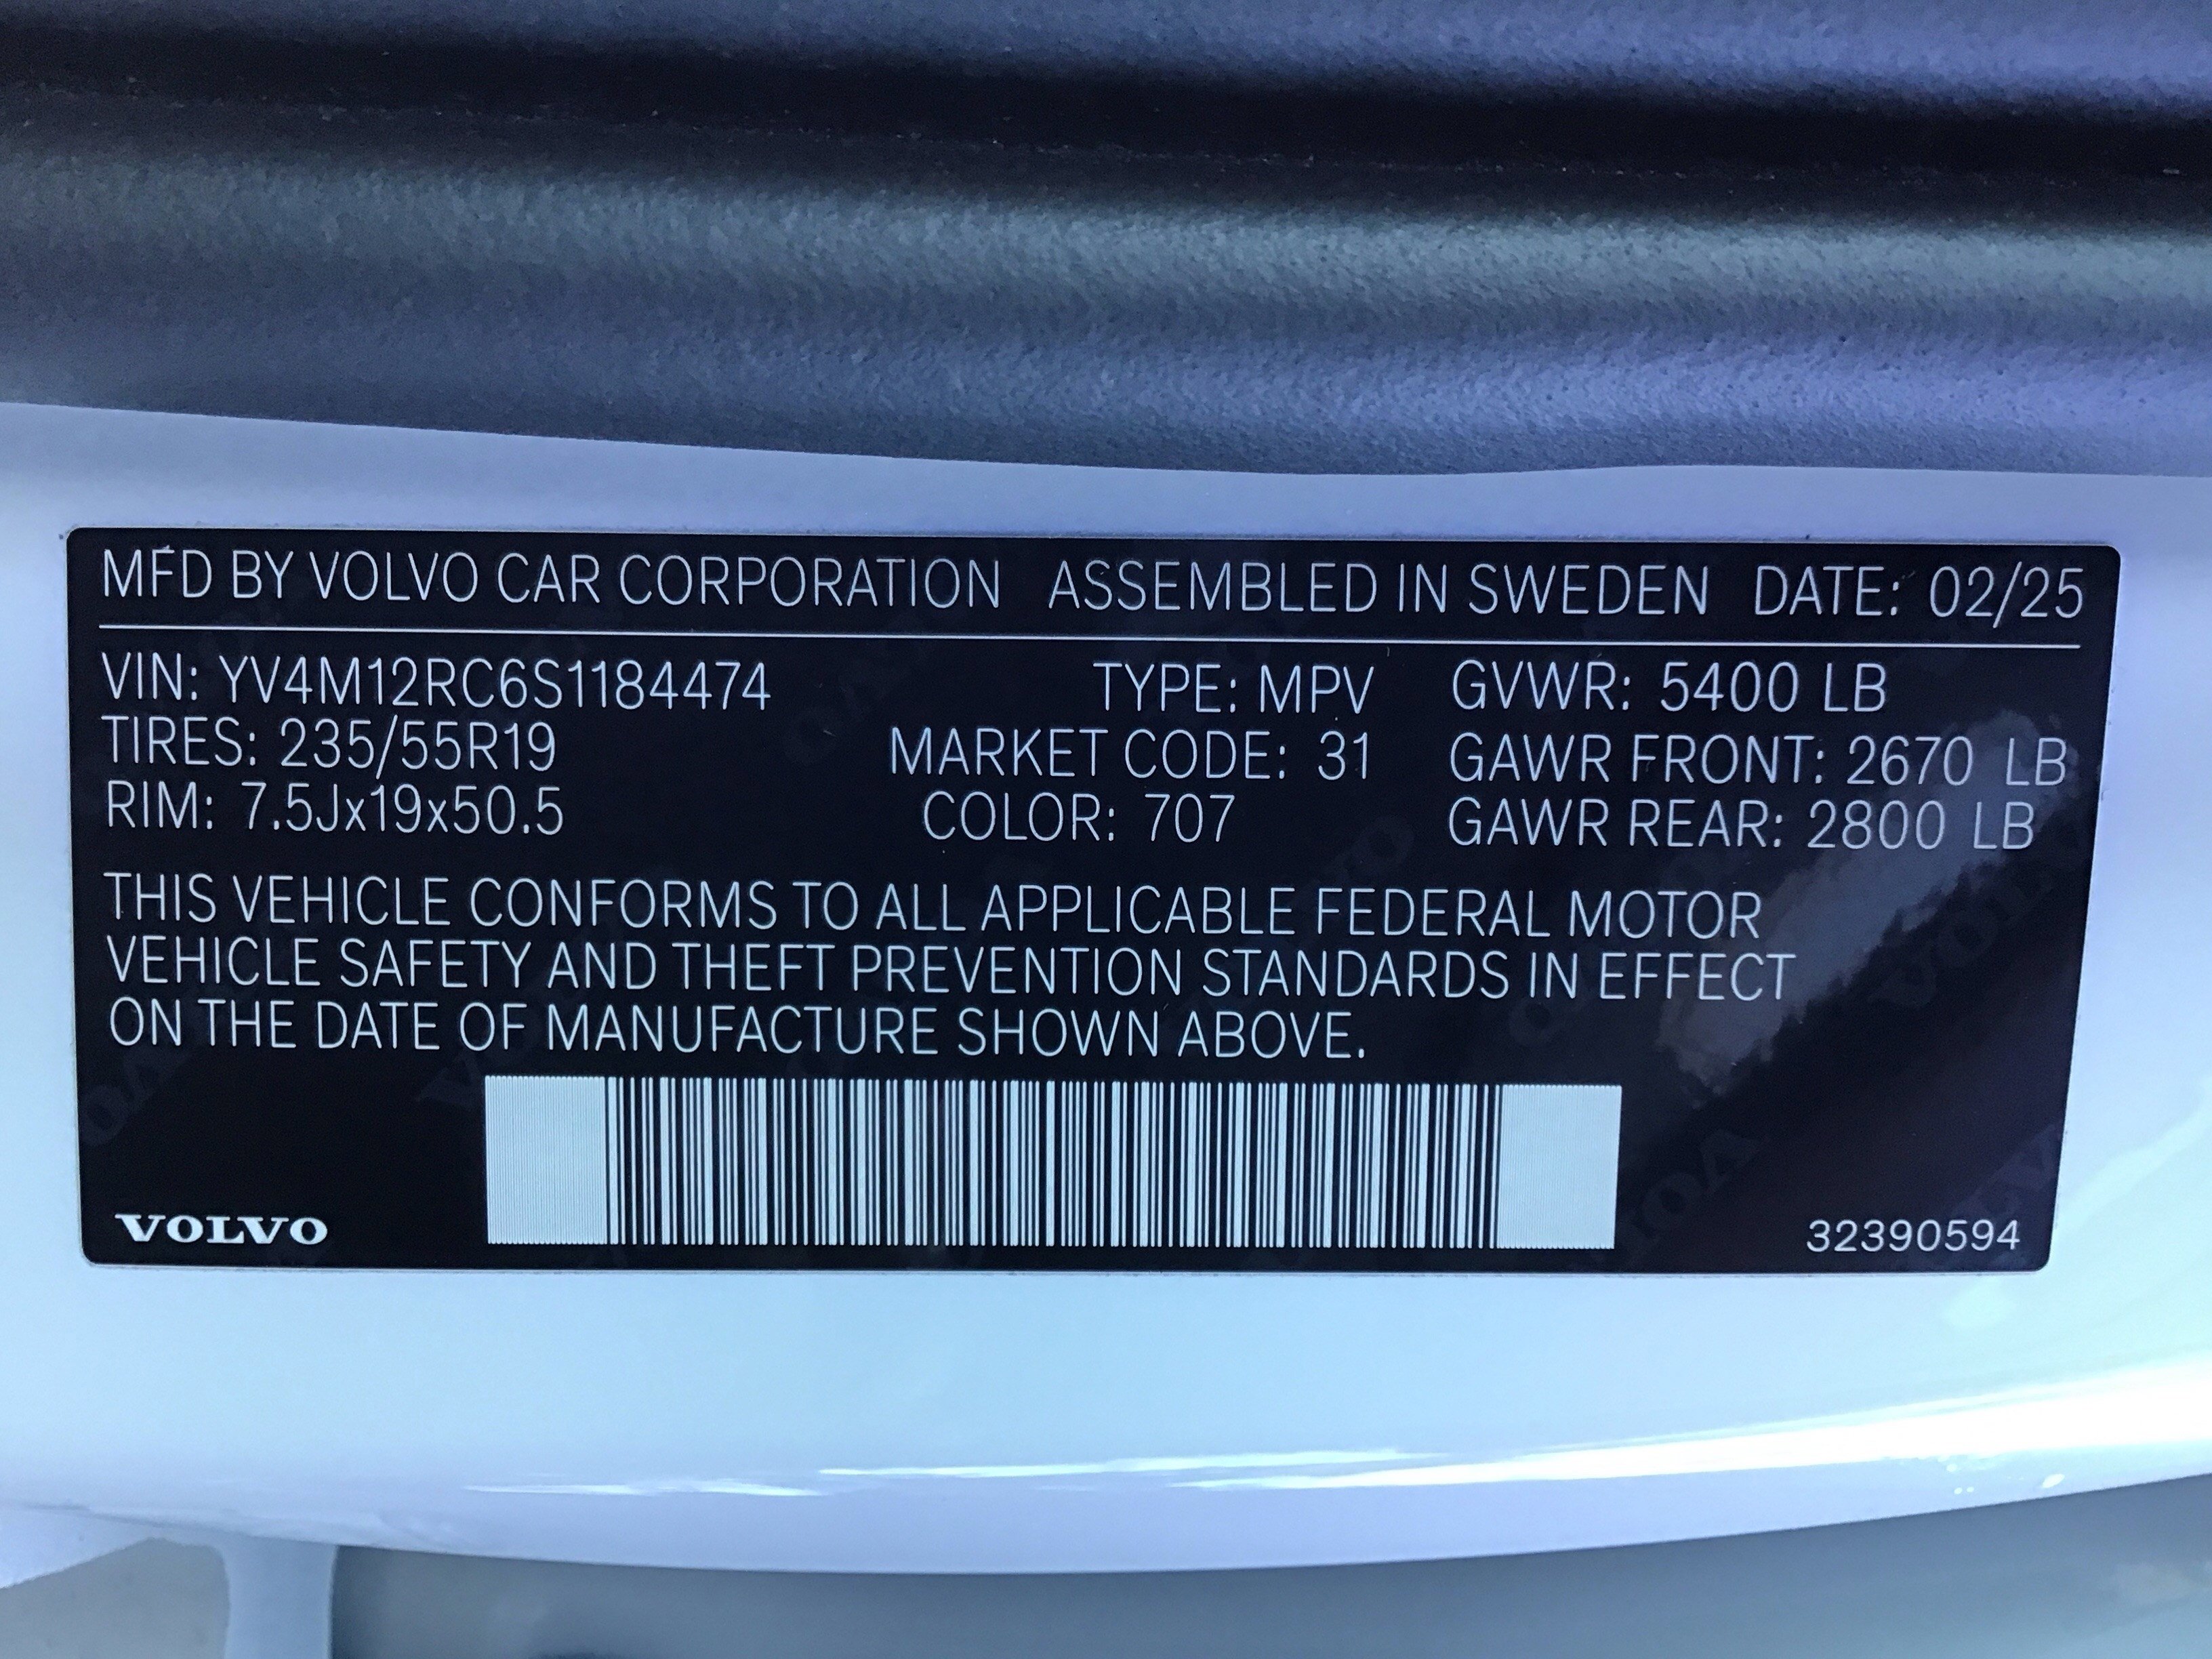 MFD BY VOLVO CAR CORPORATION ASSEMBLED IN SWEDEN DATE: 02/25
VIN: YV4M12RC6S1184474 TYPE: MPV GVWR: 5400 LB
TIRES: 235/55R19 MARKET CODE: 31 GAWR FRONT: 2670 LB
RIM: 7.5Jx19x50.5 COLOR: 707 GAWR REAR: 2800 LB
THIS VEHICLE CONFORMS TO ALL APPLICABLE FEDERAL MOTOR
VEHICLE SAFETY AND THEFT PREVENTION STANDARDS IN EFFECT
ON THE DATE OF MANUFACTURE SHOWN ABOVE.
VOLVO 32390594